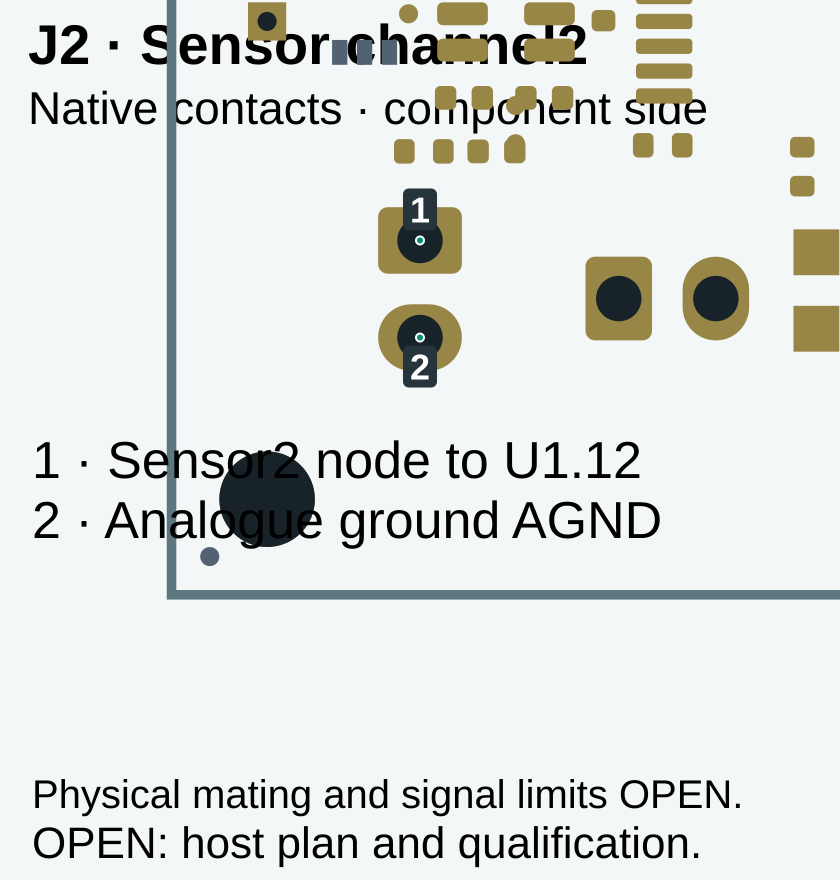 J2 · Sensor channel2
Native contacts · component side
1
2
1 · Sensor2 node to U1.12
2 · Analogue ground AGND
Physical mating and signal limits OPEN.
OPEN: host plan and qualification.